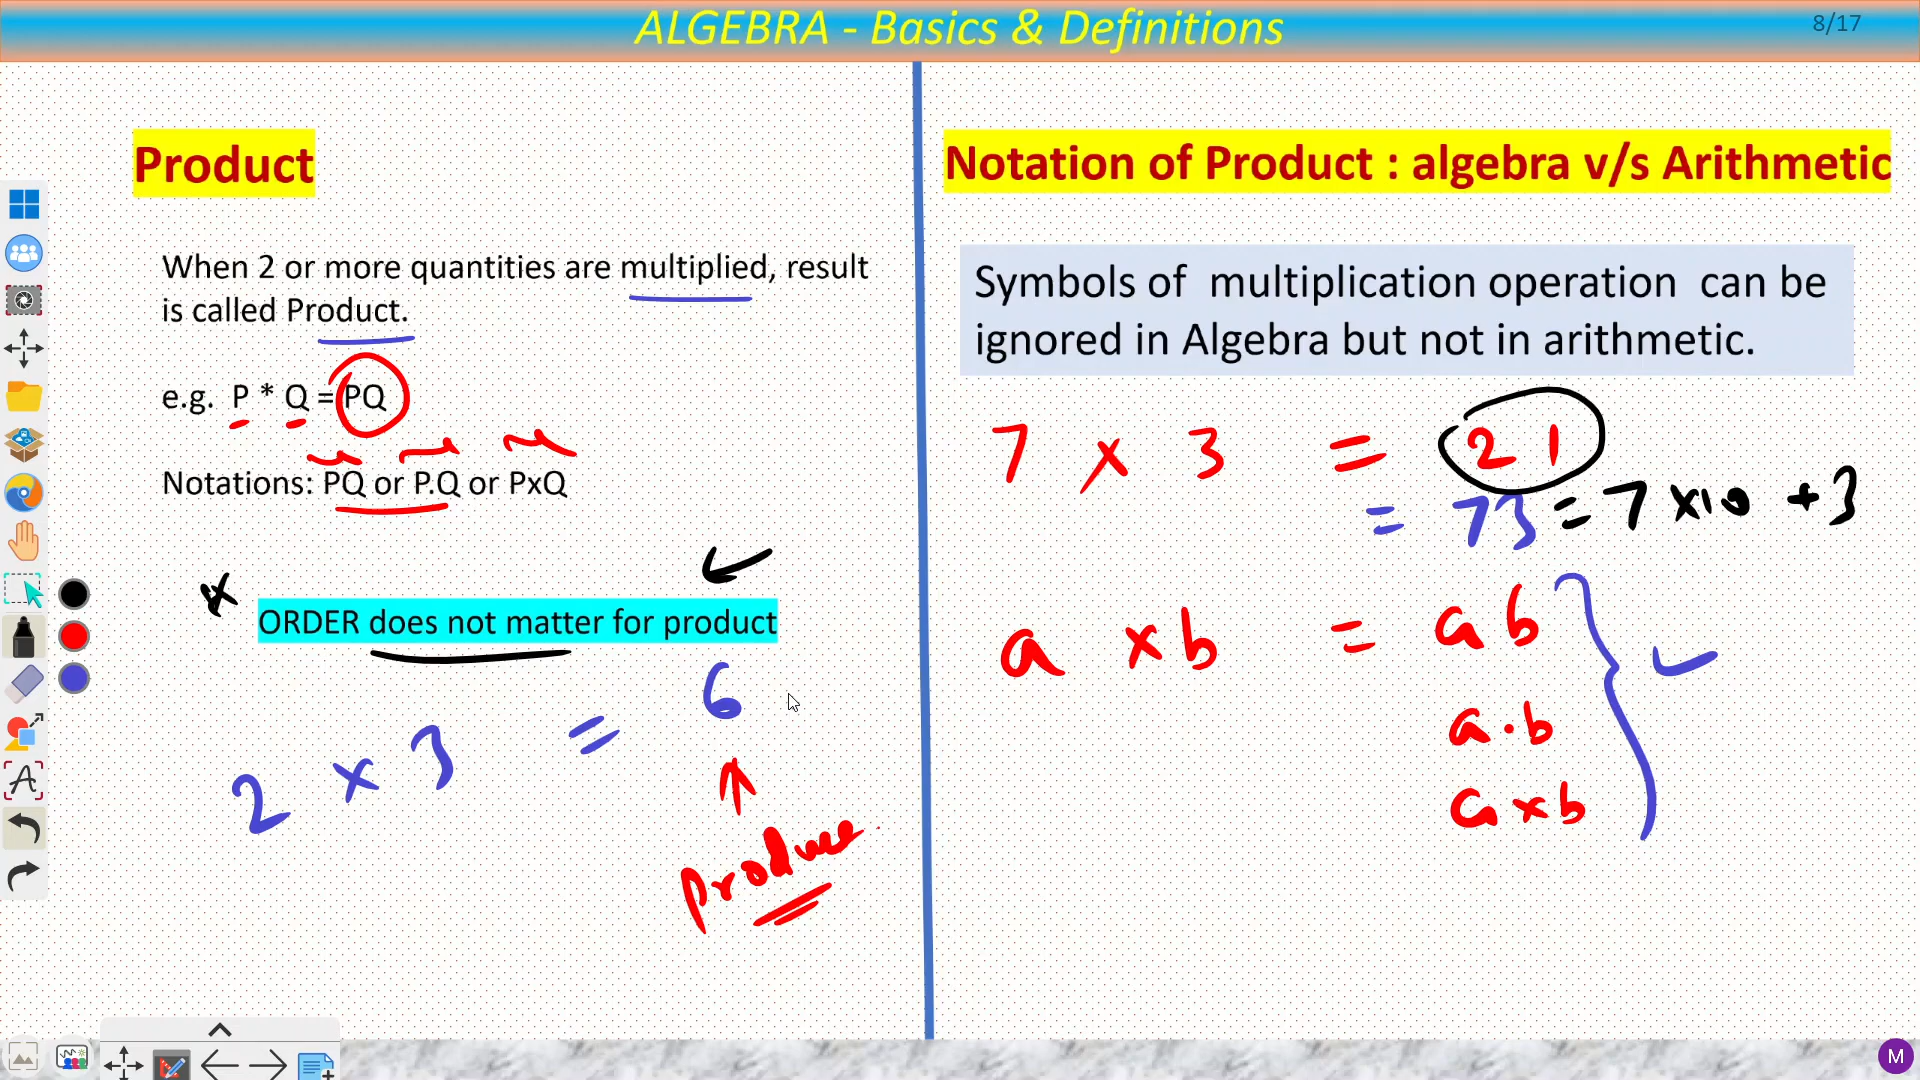 ALGEBRA - Basics & Definitions
8/17
Product
When 2 or more quantities are multiplied, result
is called Product.
e.g. P * Q = PQ
Notations: PQ or P.Q or PxQ
* ORDER does not matter for product
2 x 3 = 6
Notation of Product : algebra v/s Arithmetic
Symbols of multiplication operation can be
ignored in Algebra but not in arithmetic.
7 x 3 = 21
= 73 = 7 x10 + 3
a x b = ab
a.b
a x b
M